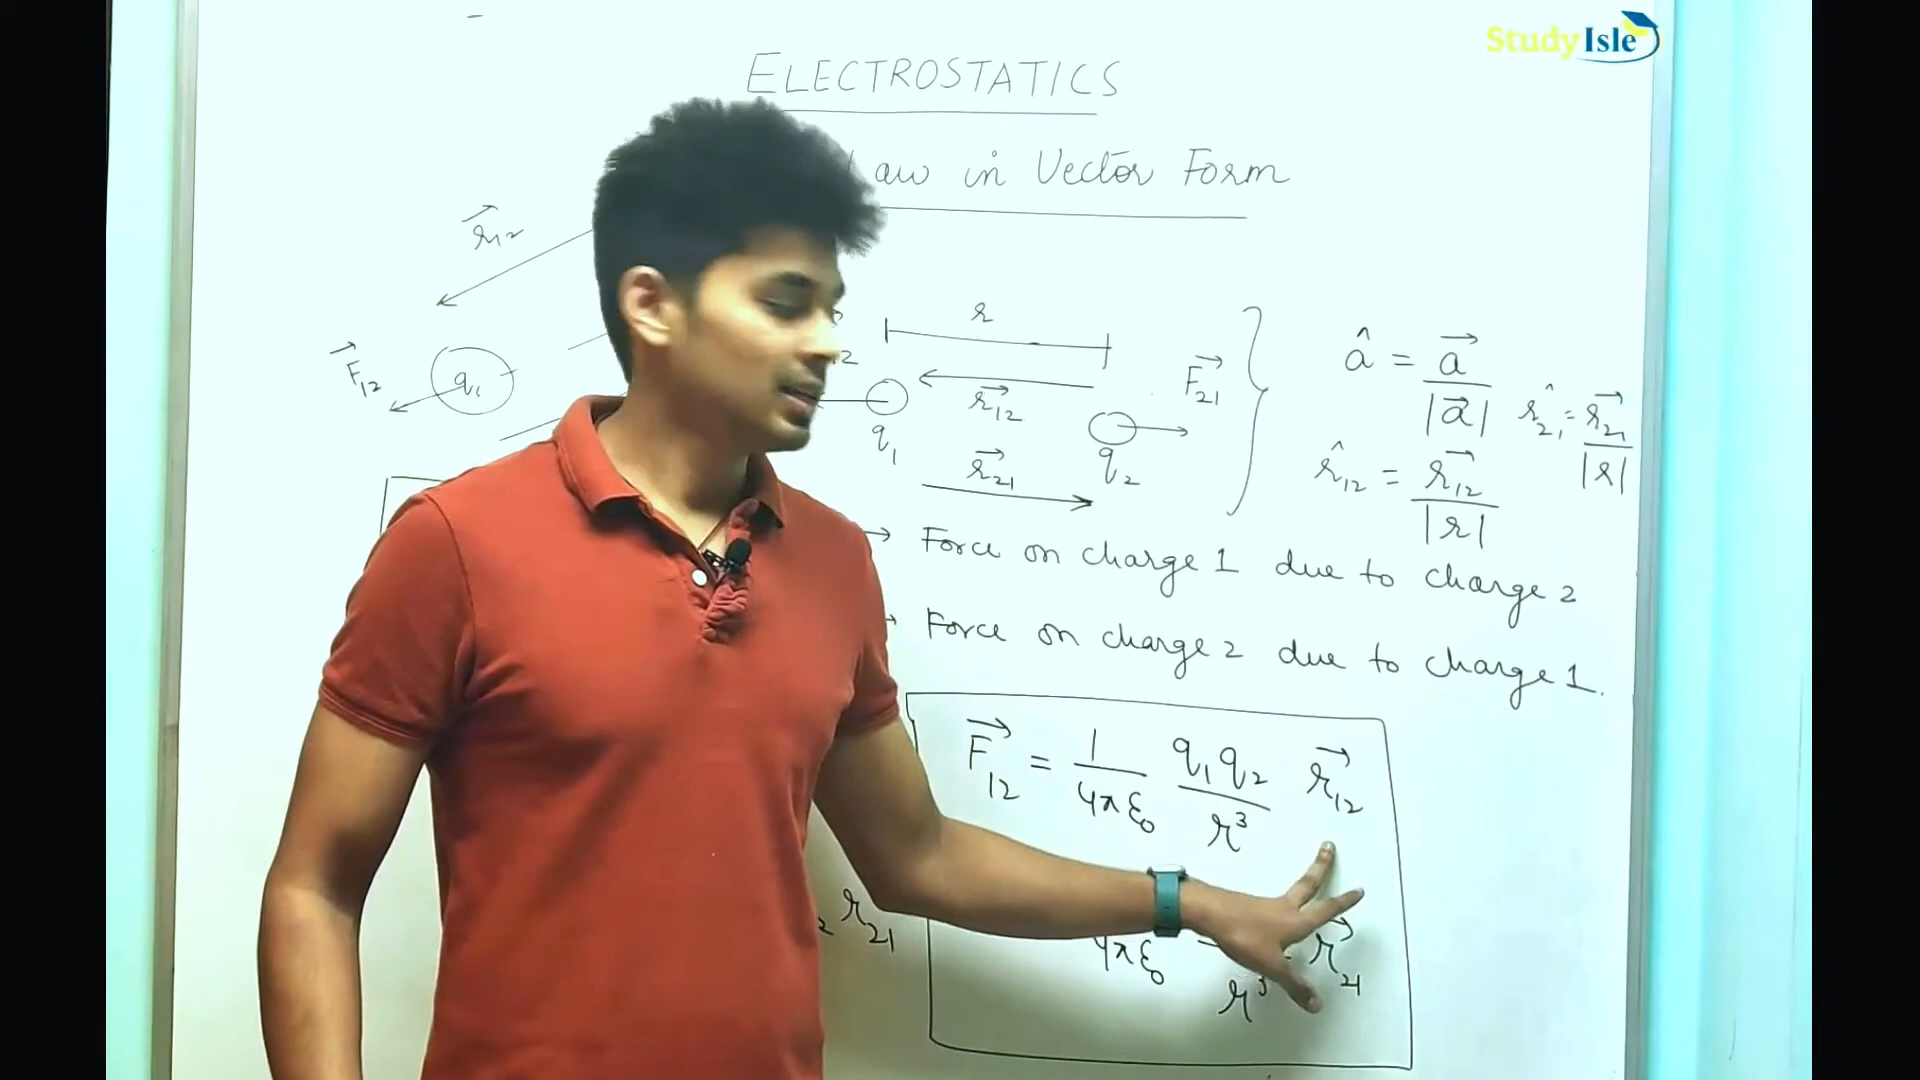 Study Isle
ELECTROSTATICS
Law in Vector Form
r⃗₁₂
F⃗₁₂
q₁
r
r⃗₁₂
F⃗₂₁
q₁
q₂
r⃗₂₁
â = a⃗ / |a⃗|
r̂₂₁ = r⃗₂₁ / |r|
r̂₁₂ = r⃗₁₂ / |r|
→ Force on charge 1 due to charge 2
→ Force on charge 2 due to charge 1.
F⃗₁₂ = 1/4πε₀ q₁q₂/r³ r⃗₁₂
r₂₁
4πε₀ r³ r⃗₂₁